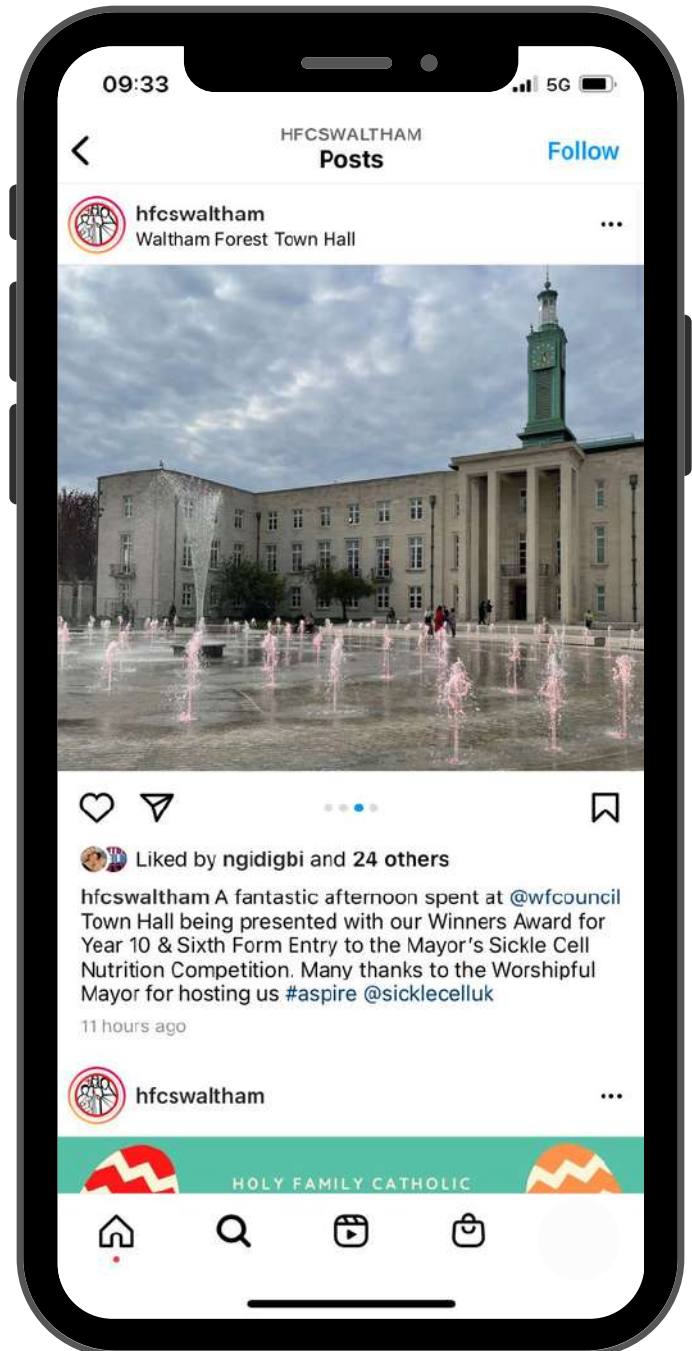 09:33
5G
HFCSWALTHAM
Posts
Follow
hfcswaltham
Waltham Forest Town Hall
Liked by ngidigbi and 24 others
hfcswaltham A fantastic afternoon spent at @wfcouncil
Town Hall being presented with our Winners Award for
Year 10 & Sixth Form Entry to the Mayor's Sickle Cell
Nutrition Competition. Many thanks to the Worshipful
Mayor for hosting us #aspire @sicklecelluk
11 hours ago
hfcswaltham
HOLY FAMILY CATHOLIC